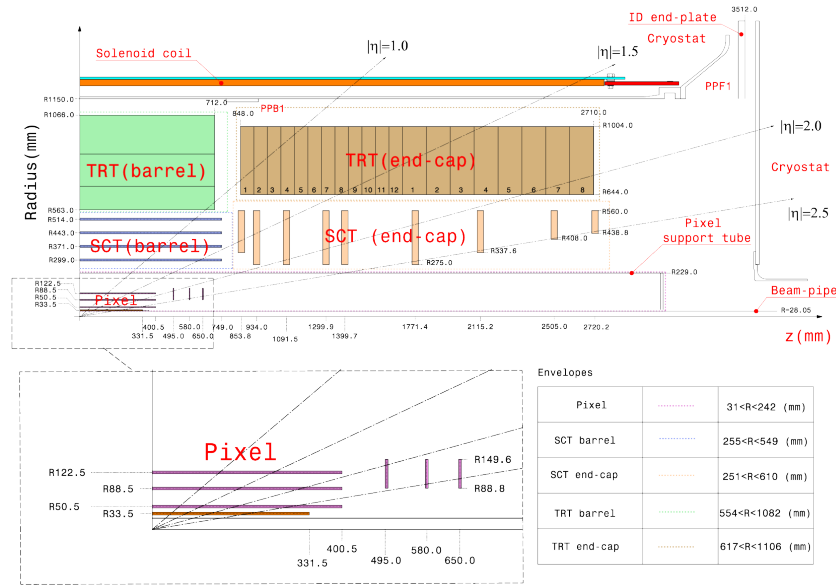 3512.0
ID end-plate
Cryostat
|η|=1.0
|η|=1.5
Solenoid coil
PPF1
R1150.0
712.0
PPB1
R1066.0
848.0
2710.0
R1004.0
|η|=2.0
Radius(mm)
TRT(barrel)
TRT(end-cap)
Cryostat
1 2 3 4 5 6 7 8 9 10 11 12 1 2 3 4 5 6 7 8
R644.0
|η|=2.5
R563.0
R514.0
R443.0
R371.0
R299.0
SCT(barrel)
SCT (end-cap)
R560.0
R438.8
R408.0
R337.6
R275.0
Pixel
support tube
R229.0
R122.5
R88.5
R50.5
R33.5
Pixel
Beam-pipe
R=28.05
z(mm)
400.5 580.0 749.0 934.0 1299.9 1771.4 2115.2 2505.0 2720.2
331.5 495.0 650.0 853.8 1091.5 1399.7
Envelopes
Pixel 31<R<242 (mm)
SCT barrel 255<R<549 (mm)
SCT end-cap 251<R<610 (mm)
TRT barrel 554<R<1082 (mm)
TRT end-cap 617<R<1106 (mm)
Pixel
R122.5
R88.5
R50.5
R33.5
R149.6
R88.8
400.5 580.0
331.5 495.0 650.0